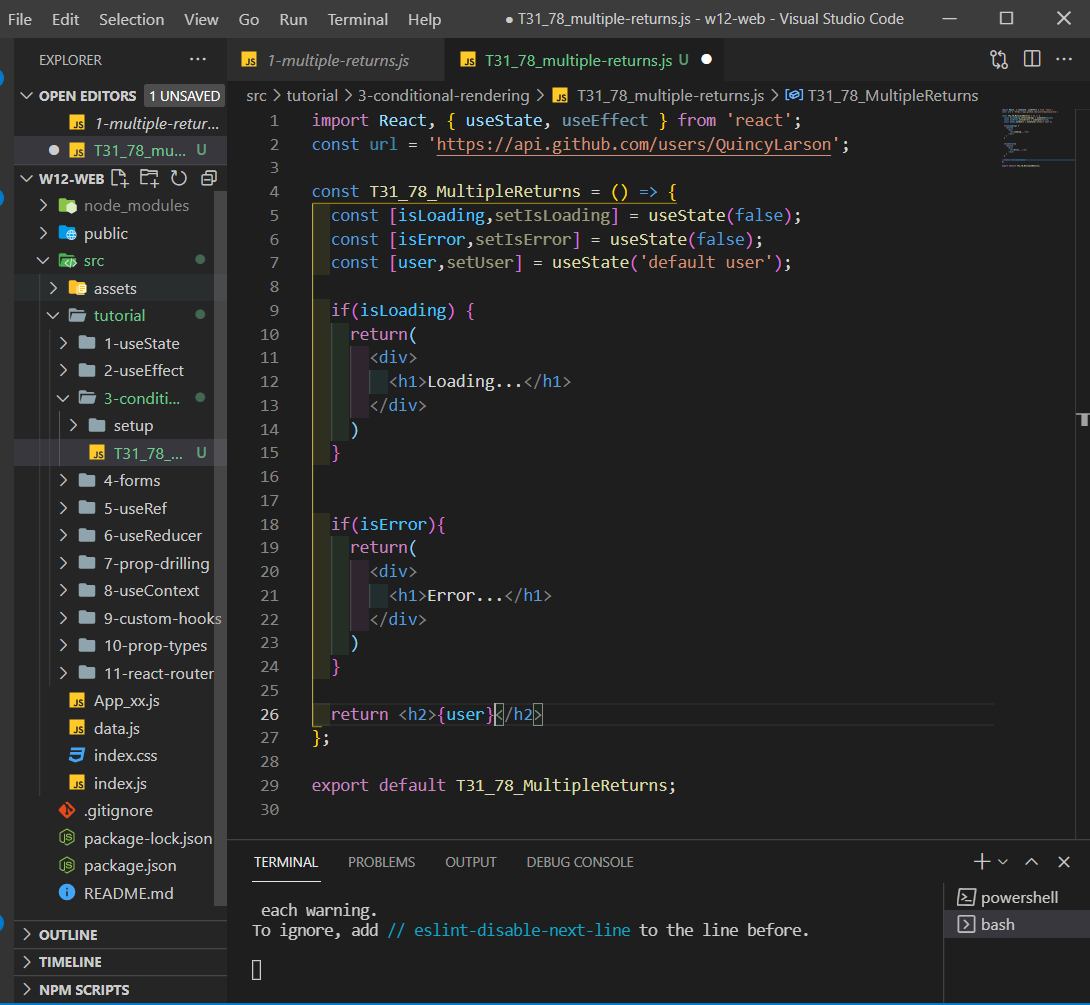 File Edit Selection View Go Run Terminal Help ● T31_78_multiple-returns.js - w12-web - Visual Studio Code
EXPLORER
OPEN EDITORS 1 UNSAVED
JS 1-multiple-retur...
JS T31_78_mu... U
W12-WEB
node_modules
public
src
assets
tutorial
1-useState
2-useEffect
3-conditi...
setup
JS T31_78_... U
4-forms
5-useRef
6-useReducer
7-prop-drilling
8-useContext
9-custom-hooks
10-prop-types
11-react-router
JS App_xx.js
JS data.js
index.css
JS index.js
.gitignore
package-lock.json
package.json
README.md
OUTLINE
TIMELINE
NPM SCRIPTS
JS 1-multiple-returns.js JS T31_78_multiple-returns.js U
src > tutorial > 3-conditional-rendering > JS T31_78_multiple-returns.js > T31_78_MultipleReturns
1 import React, { useState, useEffect } from 'react';
2 const url = 'https://api.github.com/users/QuincyLarson';
3
4 const T31_78_MultipleReturns = () => {
5 const [isLoading,setIsLoading] = useState(false);
6 const [isError,setIsError] = useState(false);
7 const [user,setUser] = useState('default user');
8
9 if(isLoading) {
10 return(
11 <div>
12 <h1>Loading...</h1>
13 </div>
14 )
15 }
16
17
18 if(isError){
19 return(
20 <div>
21 <h1>Error...</h1>
22 </div>
23 )
24 }
25
26 return <h2>{user}</h2>
27 };
28
29 export default T31_78_MultipleReturns;
30
TERMINAL PROBLEMS OUTPUT DEBUG CONSOLE
each warning.
To ignore, add // eslint-disable-next-line to the line before.
powershell
bash